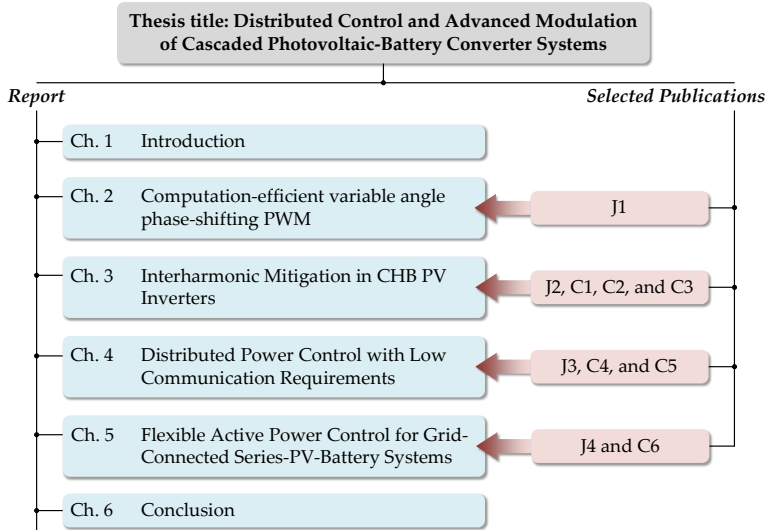 Thesis title: Distributed Control and Advanced Modulation
of Cascaded Photovoltaic-Battery Converter Systems
Report
Selected Publications
Ch. 1 Introduction
Ch. 2 Computation-efficient variable angle
phase-shifting PWM
J1
Ch. 3 Interharmonic Mitigation in CHB PV
Inverters
J2, C1, C2, and C3
Ch. 4 Distributed Power Control with Low
Communication Requirements
J3, C4, and C5
Ch. 5 Flexible Active Power Control for Grid-
Connected Series-PV-Battery Systems
J4 and C6
Ch. 6 Conclusion